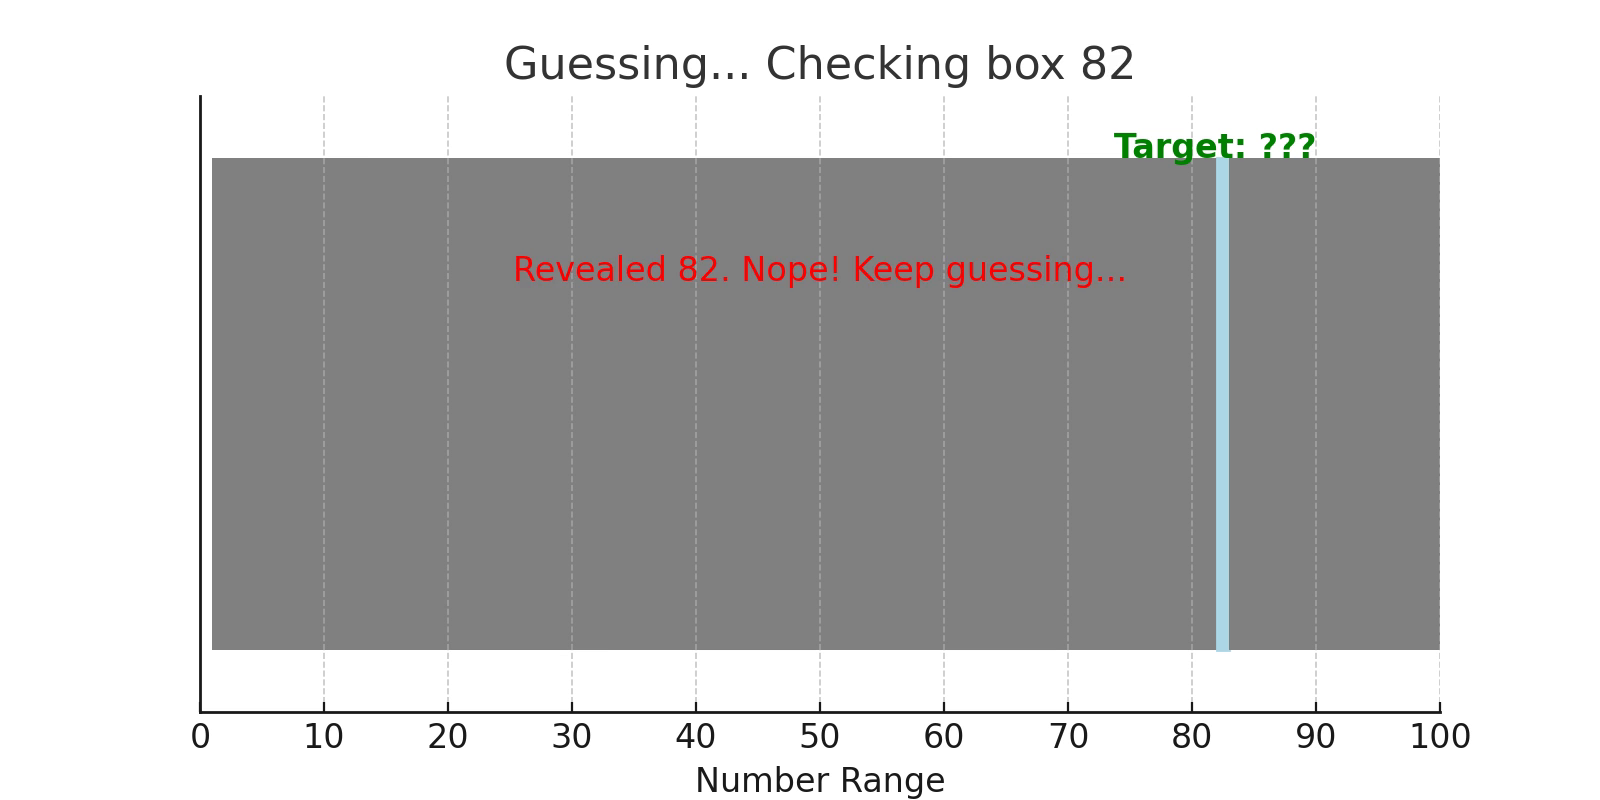 Guessing... Checking box 82
Target: ???
Revealed 82. Nope! Keep guessing...
0 10 20 30 40 50 60 70 80 90 100
Number Range